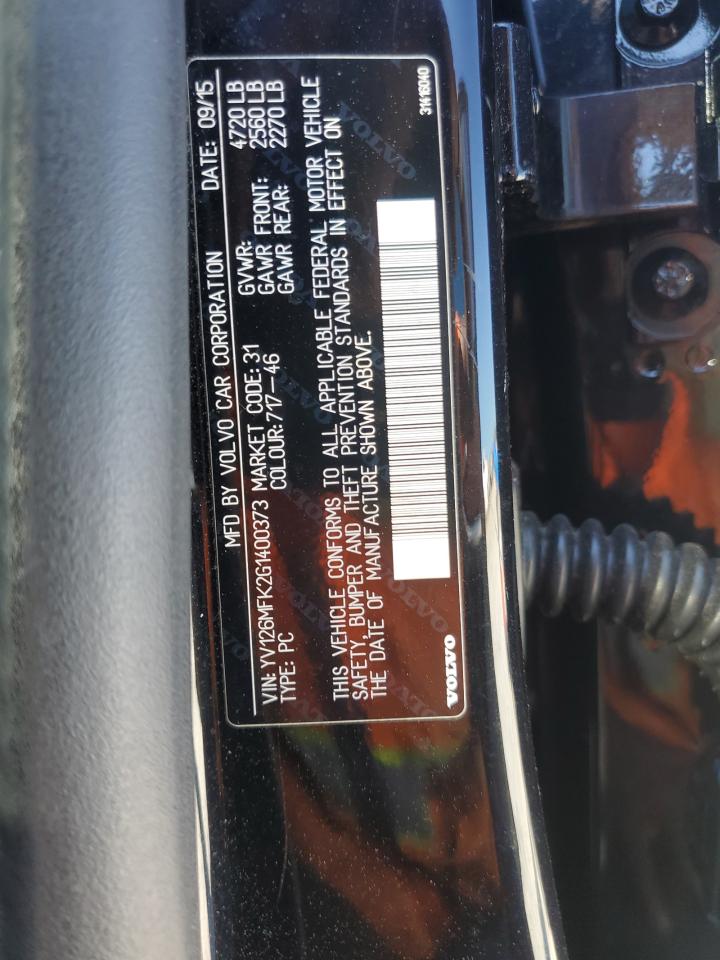 MFD BY VOLVO CAR CORPORATION DATE: 09/15
VIN: YV126MFK2G1400373 MARKET CODE: 31 GVWR: 4720 LB
TYPE: PC COLOUR: 717-46 GAWR FRONT: 2560 LB
GAWR REAR: 2270 LB
THIS VEHICLE CONFORMS TO ALL APPLICABLE FEDERAL MOTOR VEHICLE
SAFETY, BUMPER AND THEFT PREVENTION STANDARDS IN EFFECT ON
THE DATE OF MANUFACTURE SHOWN ABOVE.
VOLVO 31416040